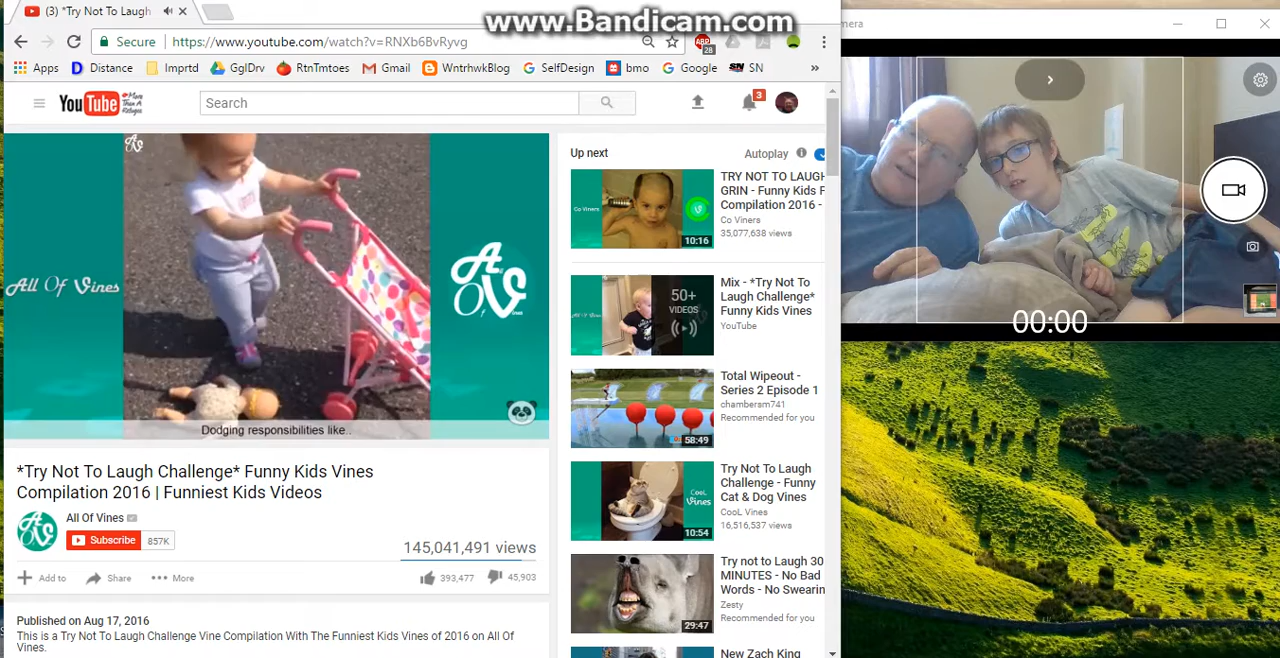 (3) *Try Not To Laugh
www.Bandicam.com
mera
Secure
https://www.youtube.com/watch?v=RNXb6BvRyvg
ABP
28
Apps
Distance
Imprtd
GglDrv
RtnTmtoes
Gmail
WntrhwkBlog
SelfDesign
bmo
Google
SN
»
YouTube
Search
3
All Of Vines
Dodging responsibilities like..
*Try Not To Laugh Challenge* Funny Kids Vines
Compilation 2016 | Funniest Kids Videos
All Of Vines
Subscribe 857K
145,041,491 views
Add to
Share
More
393,477
45,903
Published on Aug 17, 2016
This is a Try Not To Laugh Challenge Vine Compilation With The Funniest Kids Vines of 2016 on All Of
Vines.
Up next
Autoplay
Co Viners
10:16
TRY NOT TO LAUGH
GRIN - Funny Kids F
Compilation 2016 -
Co Viners
35,077,638 views
50+
VIDEOS
Mix - *Try Not To
Laugh Challenge*
Funny Kids Vines
YouTube
58:49
Total Wipeout -
Series 2 Episode 1
chambersm741
Recommended for you
CooL
Vines
10:54
Try Not To Laugh
Challenge - Funny
Cat & Dog Vines
CooL Vines
16,516,537 views
29:47
Try not to Laugh 30
MINUTES - No Bad
Words - No Swearin
Zesty
Recommended for you
New Zach King
00:00